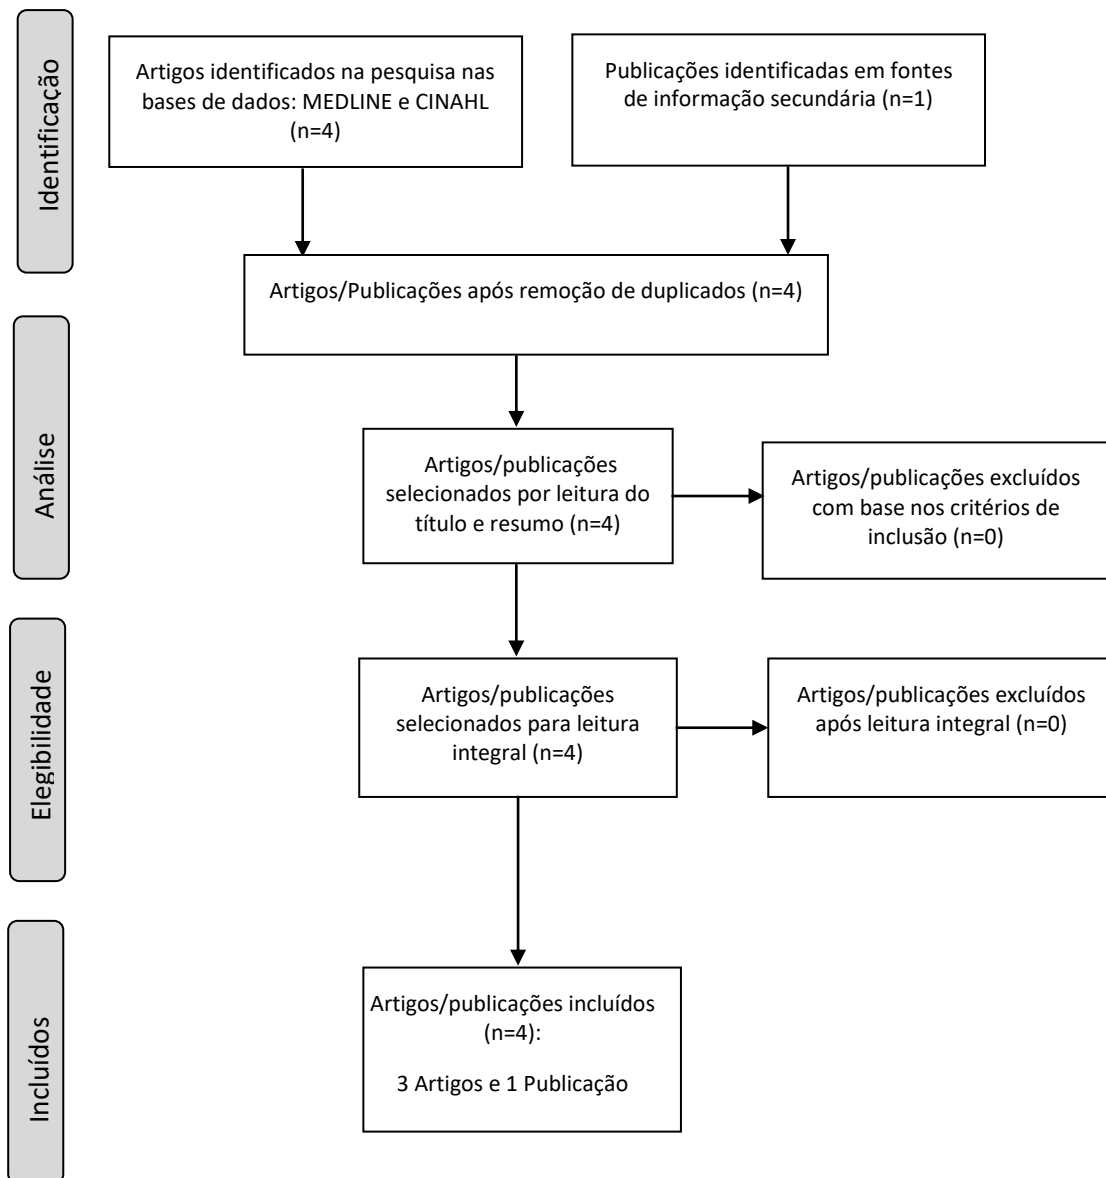 Identificação
Artigos identificados na pesquisa nas
bases de dados: MEDLINE e CINAHL
(n=4)
Publicações identificadas em fontes
de informação secundária (n=1)
Artigos/Publicações após remoção de duplicados (n=4)
Análise
Artigos/publicações
selecionados por leitura do
título e resumo (n=4)
Artigos/publicações excluídos
com base nos critérios de
inclusão (n=0)
Elegibilidade
Artigos/publicações
selecionados para leitura
integral (n=4)
Artigos/publicações excluídos
após leitura integral (n=0)
Incluídos
Artigos/publicações incluídos
(n=4):
3 Artigos e 1 Publicação